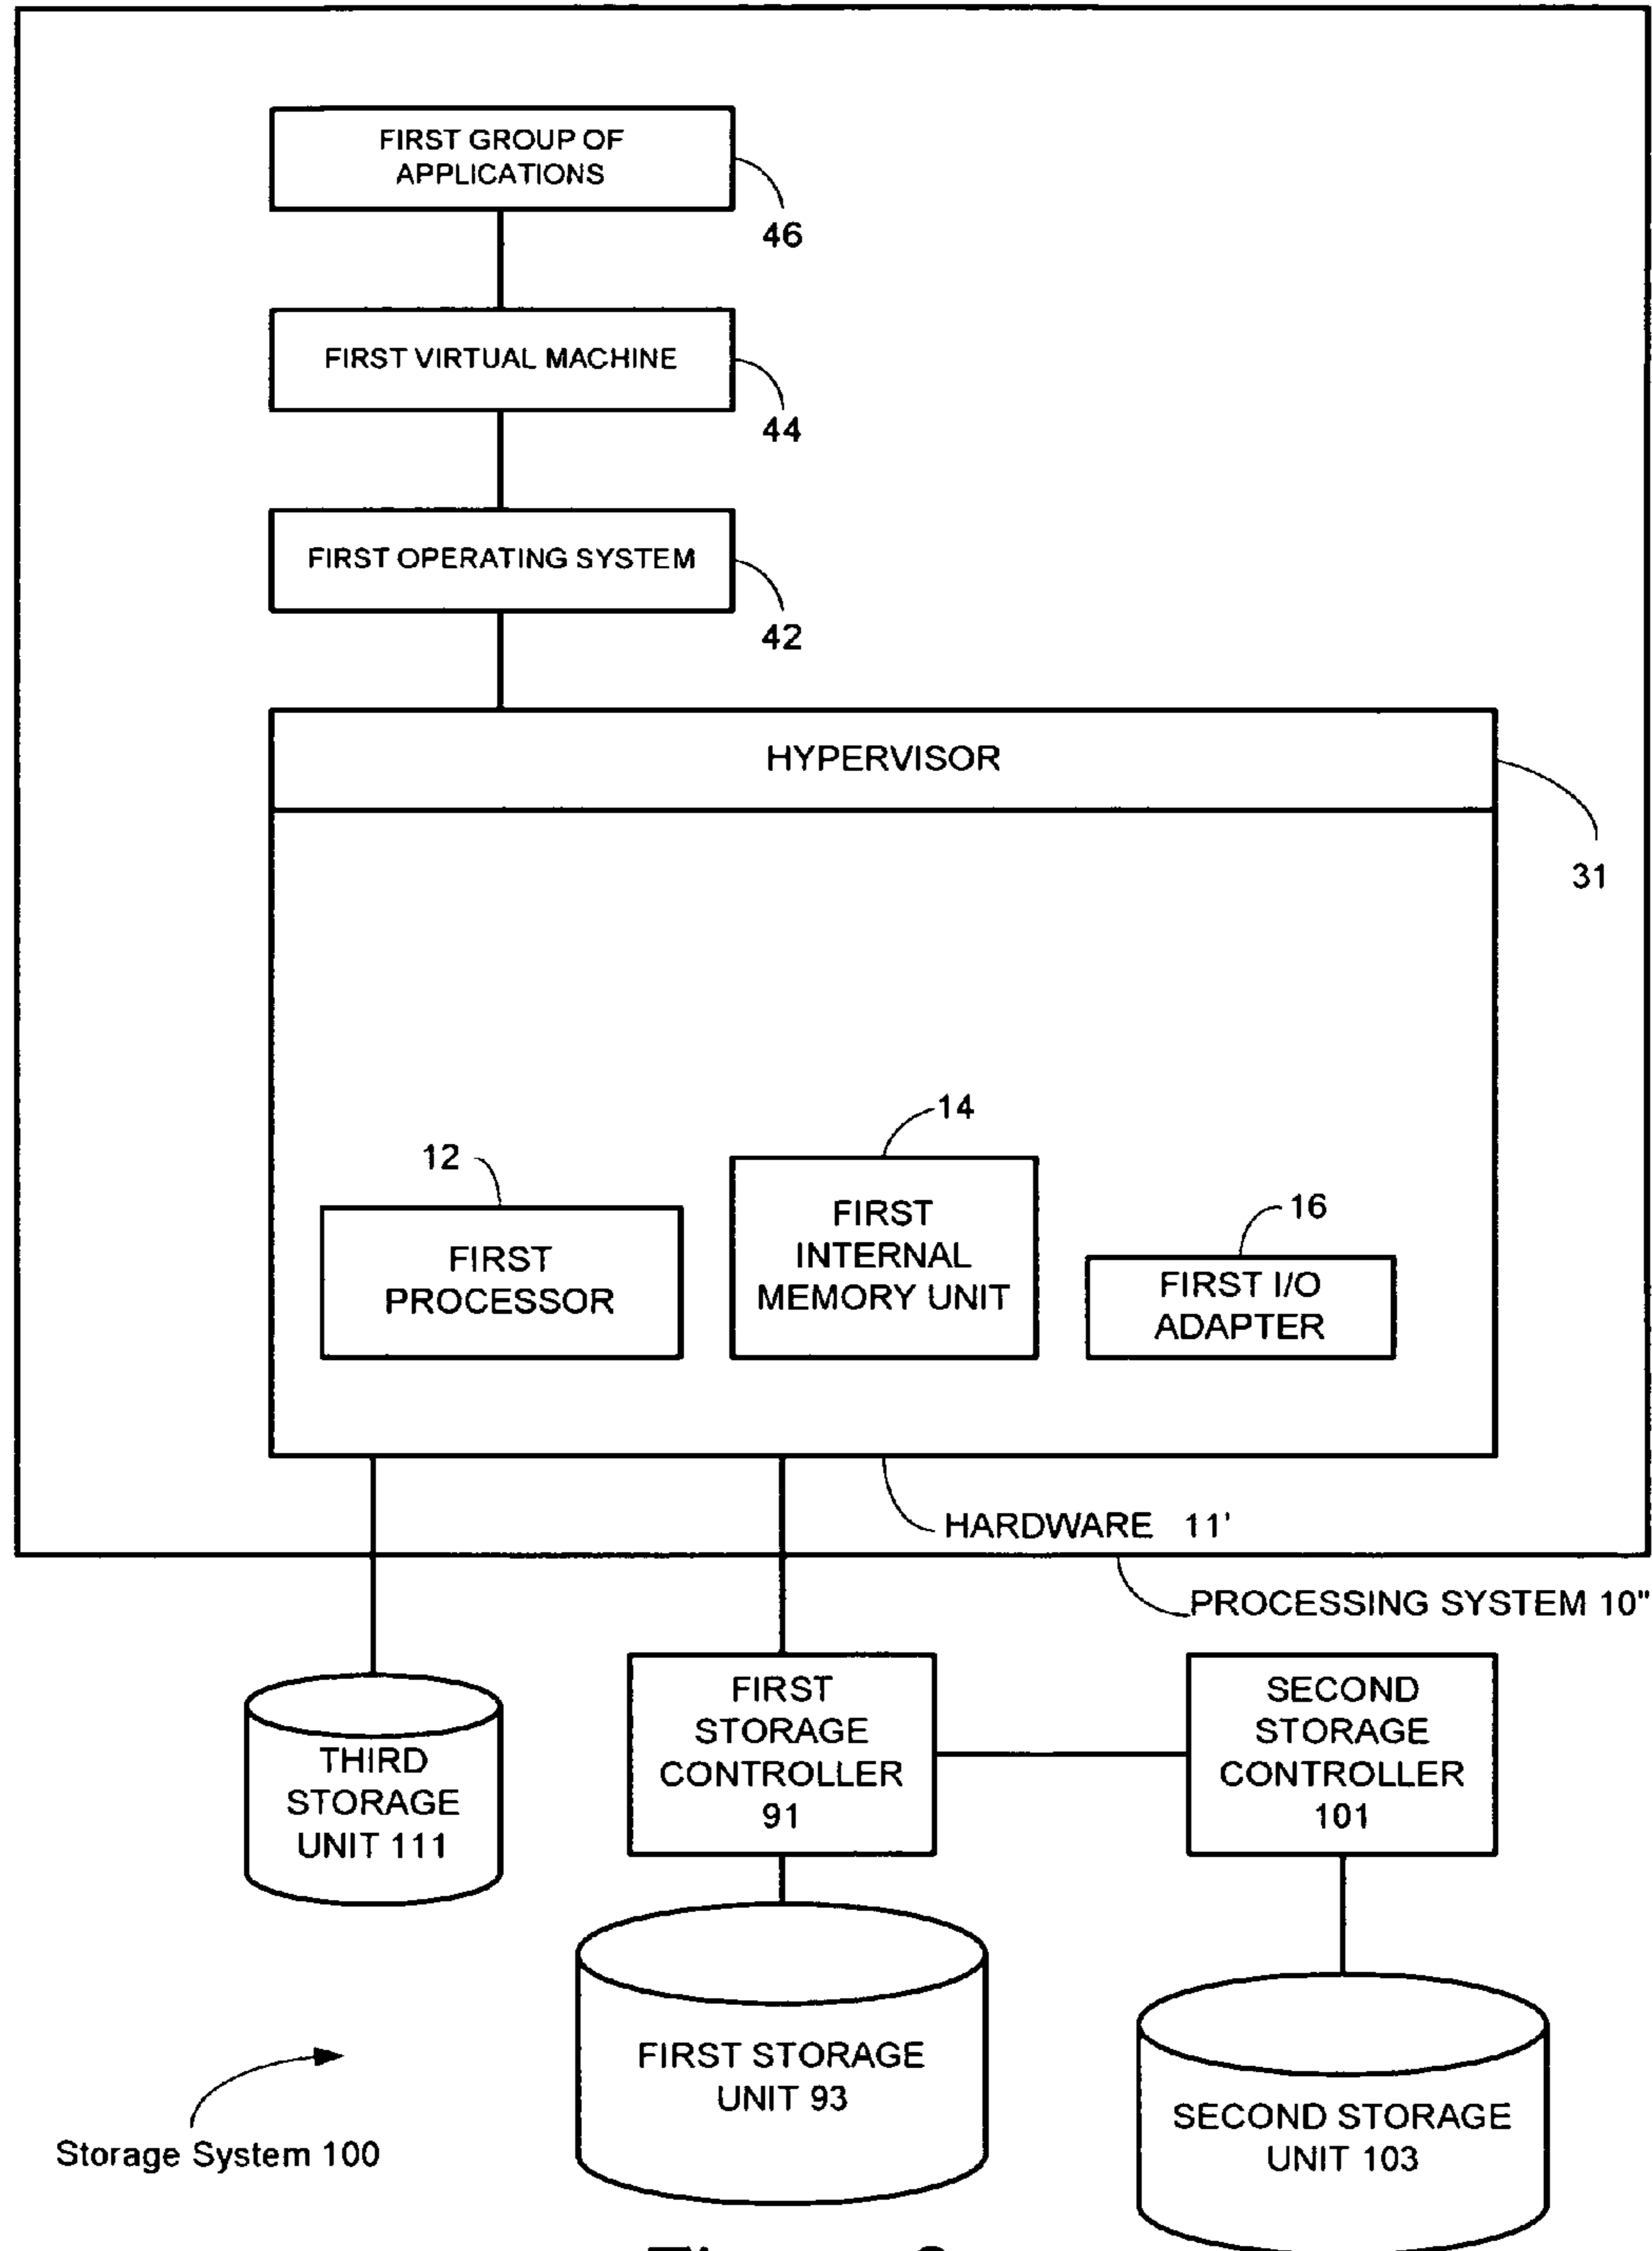 FIRST GROUP OF
APPLICATIONS
46
FIRST VIRTUAL MACHINE
44
FIRST OPERATING SYSTEM
42
HYPERVISOR
31
14
12
16
FIRST
PROCESSOR
FIRST
INTERNAL
MEMORY UNIT
FIRST I/O
ADAPTER
HARDWARE 11'
PROCESSING SYSTEM 10"
FIRST
STORAGE
CONTROLLER
91
SECOND
STORAGE
CONTROLLER
101
THIRD
STORAGE
UNIT 111
FIRST STORAGE
UNIT 93
SECOND STORAGE
UNIT 103
Storage System 100